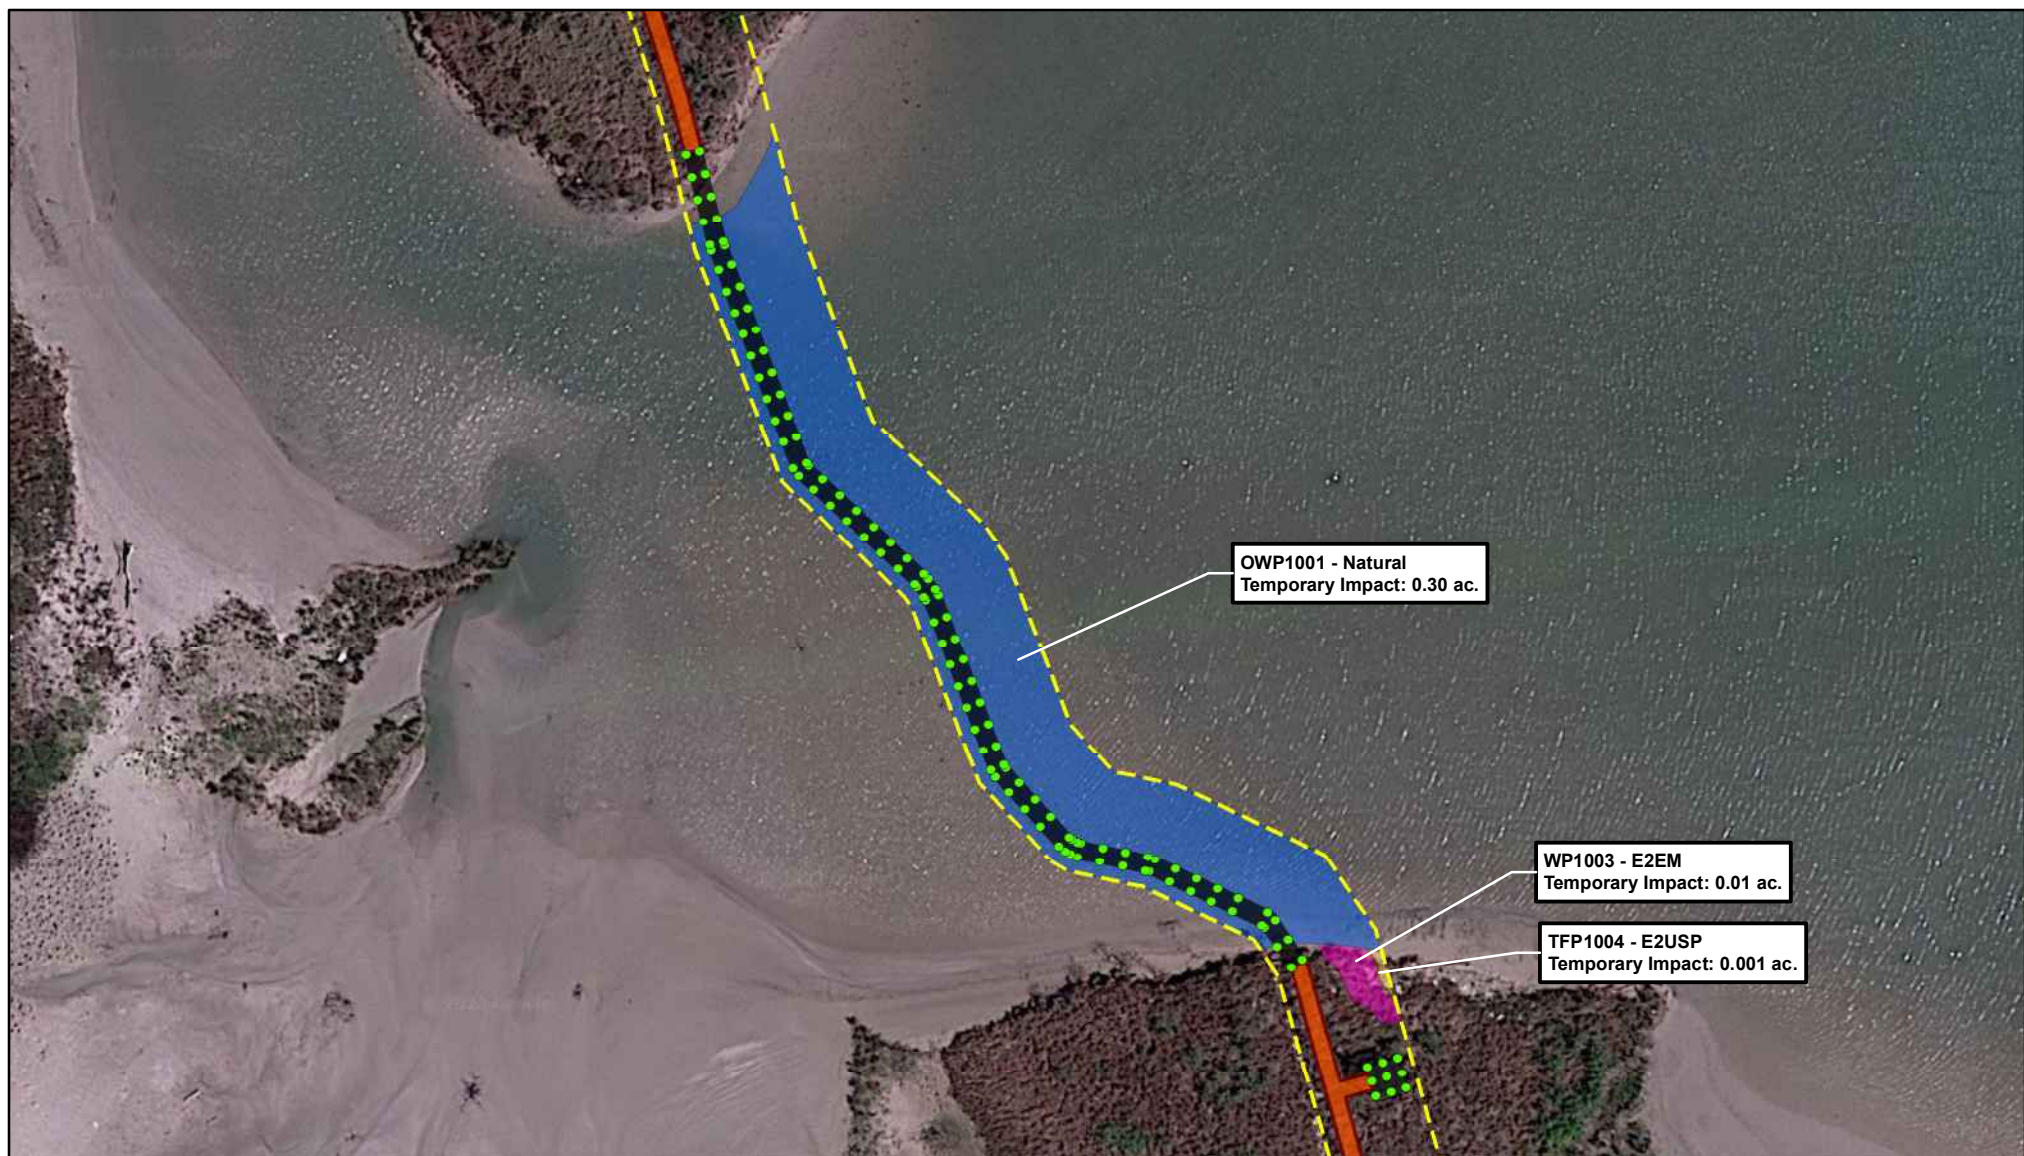 OWP1001 - Natural
Temporary Impact: 0.30 ac.
WP1003 - E2EM
Temporary Impact: 0.01 ac.
TFP1004 - E2USP
Temporary Impact: 0.001 ac.